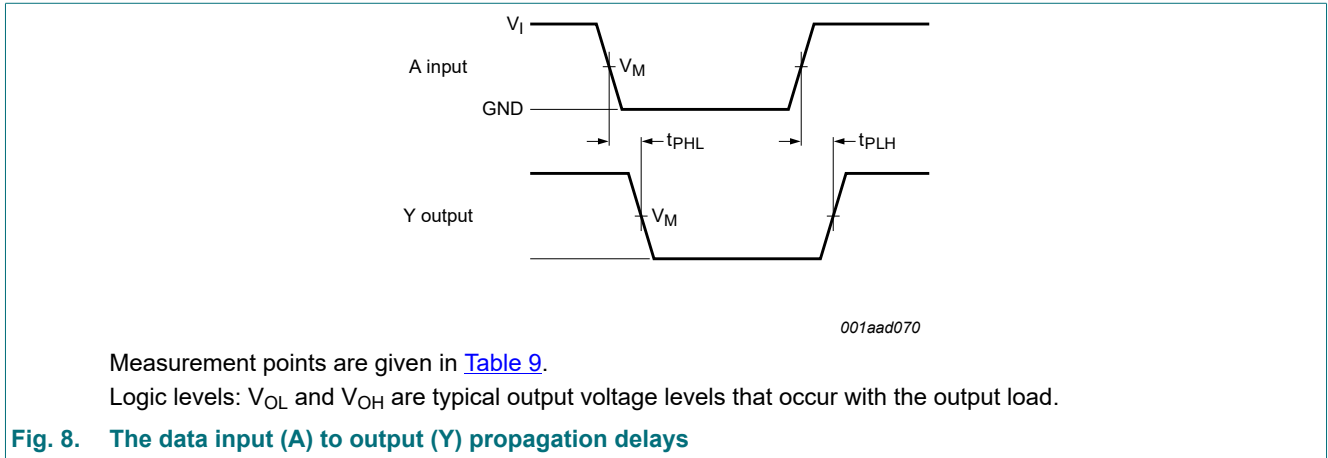 VI
A input
VM
GND
tPHL
tPLH
Y output
VM
001aad070
Measurement points are given in Table 9.
Logic levels: VOL and VOH are typical output voltage levels that occur with the output load.
Fig. 8. The data input (A) to output (Y) propagation delays